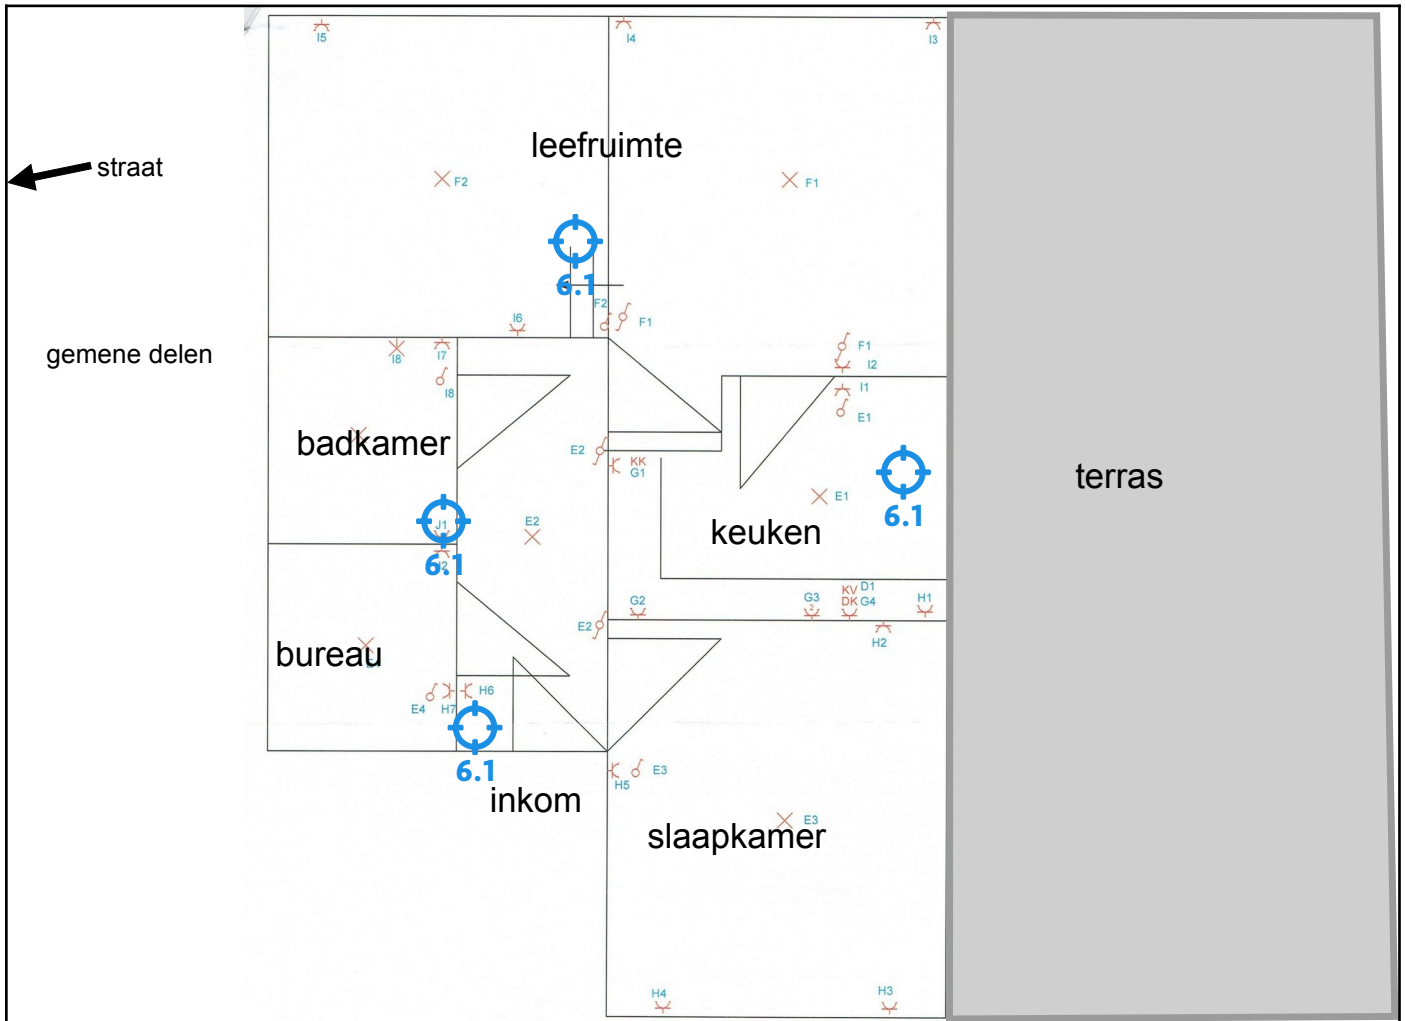 I5
I4
I3
leefruimte
straat
F2
F1
6.1
F2
I6
F1
gemene delen
F1
I8
I7
I2
I1
I8
E1
badkamer
E2
KK
G1
terras
E1
6.1
J1
E2
keuken
6.1
G2
G3
2
KV D1
DK G4
H1
E2
H2
bureau
H6
E4
H7
6.1
E3
H5
inkom
E3
slaapkamer
H4
H3